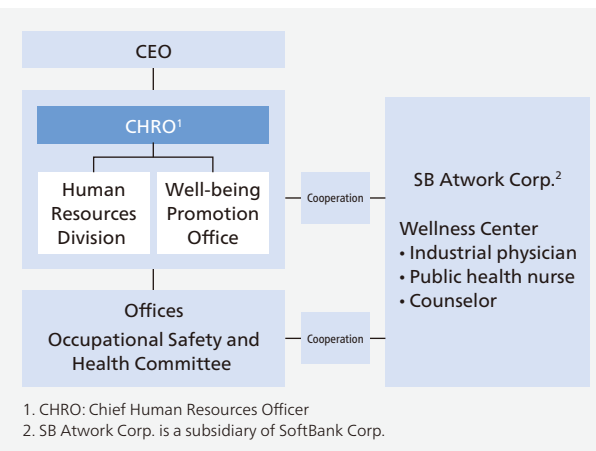 CEO
CHRO¹
Human
Resources
Division
Well-being
Promotion
Office
Cooperation
SB Atwork Corp.²
Wellness Center
• Industrial physician
• Public health nurse
• Counselor
Offices
Occupational Safety and
Health Committee
Cooperation
1. CHRO: Chief Human Resources Officer
2. SB Atwork Corp. is a subsidiary of SoftBank Corp.